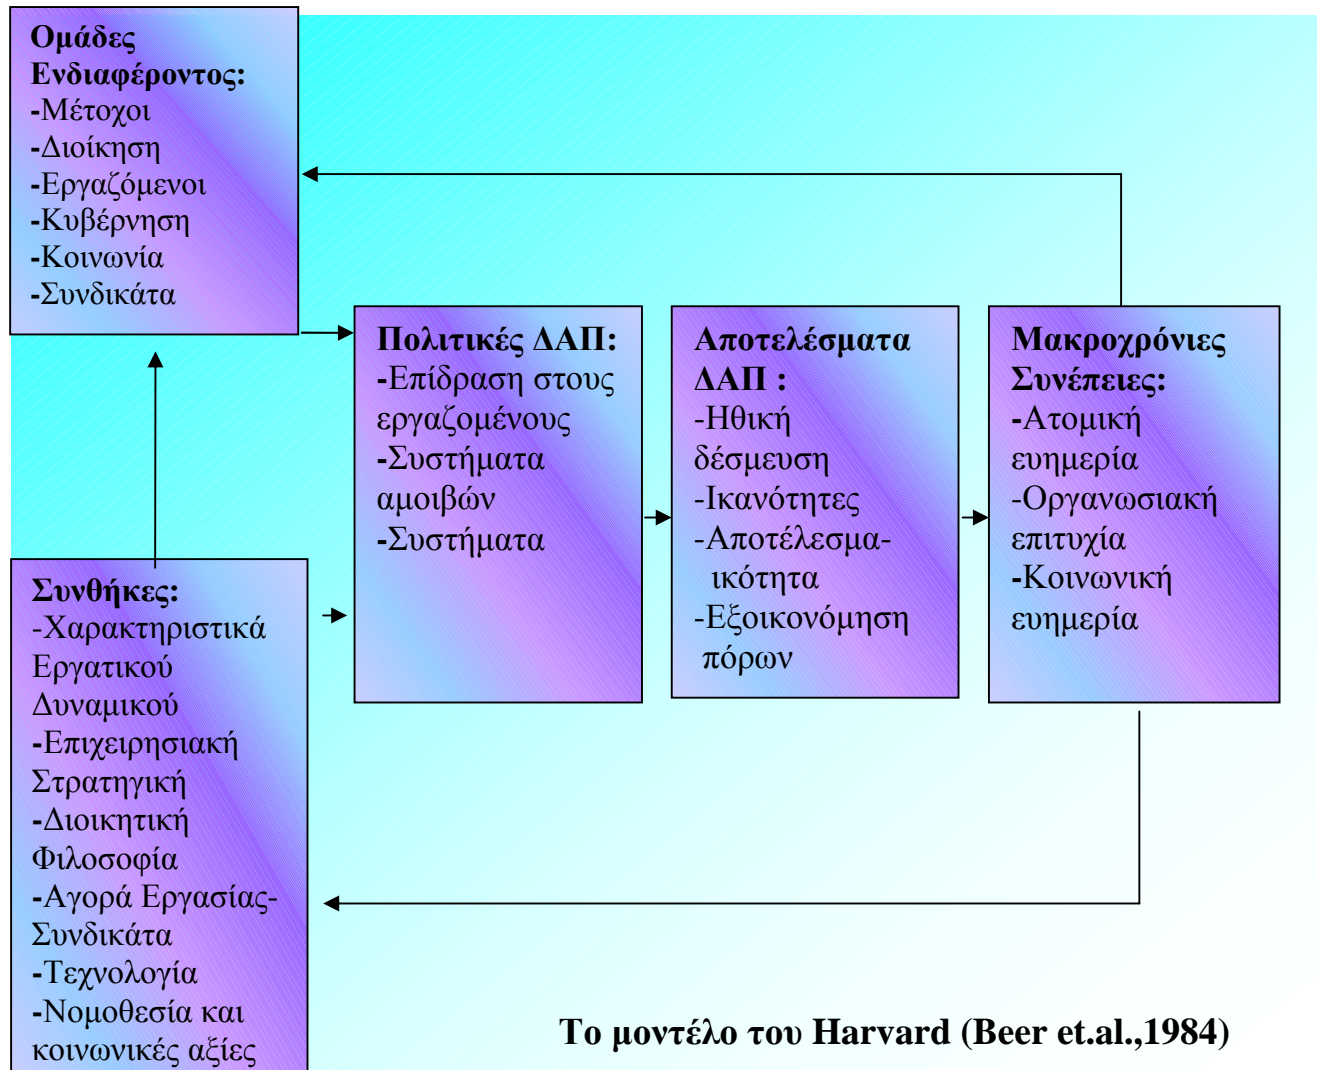 Ομάδες
Ενδιαφέροντος:
-Μέτοχοι
-Διοίκηση
-Εργαζόμενοι
-Κυβέρνηση
-Κοινωνία
-Συνδικάτα
Πολιτικές ΔΑΠ:
-Επίδραση στους
εργαζομένους
-Συστήματα
αμοιβών
-Συστήματα
Αποτελέσματα
ΔΑΠ :
-Ηθική
δέσμευση
-Ικανότητες
-Αποτέλεσμα-
ικότητα
-Εξοικονόμηση
πόρων
Μακροχρόνιες
Συνέπειες:
-Ατομική
ευημερία
-Οργανωσιακή
επιτυχία
-Κοινωνική
ευημερία
Συνθήκες:
-Χαρακτηριστικά
Εργατικού
Δυναμικού
-Επιχειρησιακή
Στρατηγική
-Διοικητική
Φιλοσοφία
-Αγορά Εργασίας-
Συνδικάτα
-Τεχνολογία
-Νομοθεσία και
κοινωνικές αξίες
Το μοντέλο του Harvard (Beer et.al.,1984)